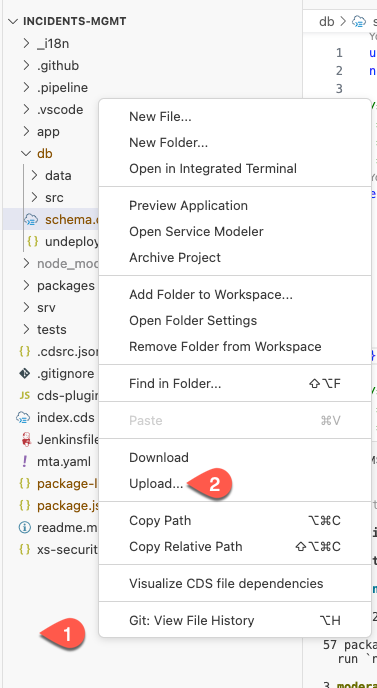 INCIDENTS-MGMT
_i18n
.github
.pipeline
.vscode
app
db
data
src
schema.
undeploy
node_mod
packages
srv
tests
.cdsrc.json
.gitignore
cds-plugin
index.cds
Jenkinsfile
mta.yaml
package-l
package.js
readme.m
xs-securit
New File...
New Folder...
Open in Integrated Terminal
Preview Application
Open Service Modeler
Archive Project
Add Folder to Workspace...
Open Folder Settings
Remove Folder from Workspace
Find in Folder... ⇧⌥F
Paste ⌘V
Download
Upload...
2
Copy Path ⌥⌘C
Copy Relative Path ⇧⌥⌘C
Visualize CDS file dependencies
Git: View File History ⌥H
1
db > s
1 u
2 n
3
57 packa
run `n
3 modera